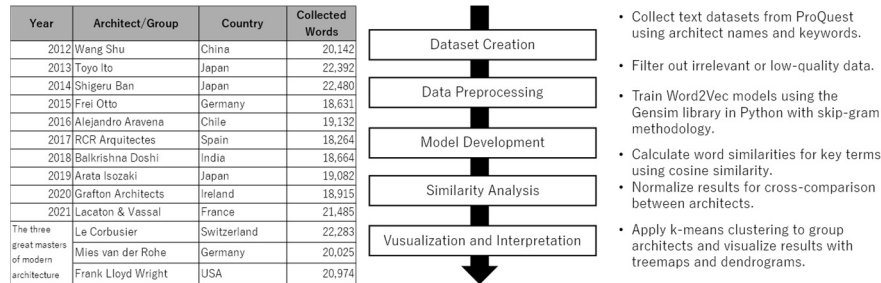 Year Architect/Group Country Collected Words
2012 Wang Shu China 20,142
2013 Toyo Ito Japan 22,392
2014 Shigeru Ban Japan 22,480
2015 Frei Otto Germany 18,631
2016 Alejandro Aravena Chile 19,132
2017 RCR Arquitectes Spain 18,264
2018 Balkrishna Doshi India 18,664
2019 Arata Isozaki Japan 19,082
2020 Grafton Architects Ireland 18,915
2021 Lacaton & Vassal France 21,485
The three great masters of modern architecture
Le Corbusier Switzerland 22,283
Mies van der Rohe Germany 20,025
Frank Lloyd Wright USA 20,974
Dataset Creation
Data Preprocessing
Model Development
Similarity Analysis
Vusualization and Interpretation
• Collect text datasets from ProQuest
using architect names and keywords.
• Filter out irrelevant or low-quality data.
• Train Word2Vec models using the
Gensim library in Python with skip-gram
methodology.
• Calculate word similarities for key terms
using cosine similarity.
• Normalize results for cross-comparison
between architects.
• Apply k-means clustering to group
architects and visualize results with
treemaps and dendrograms.